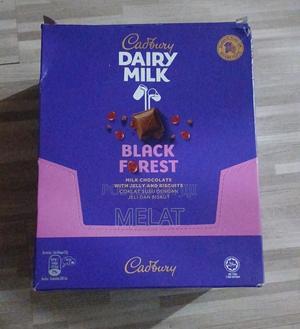 Cadbury
DAIRY
MILK
BLACK
FOREST
MILK CHOCOLATE
WITH JELLY AND BISCUITS
COKLAT SUSU DENGAN
JELI DAN BISKUT
MELAT
Cadbury